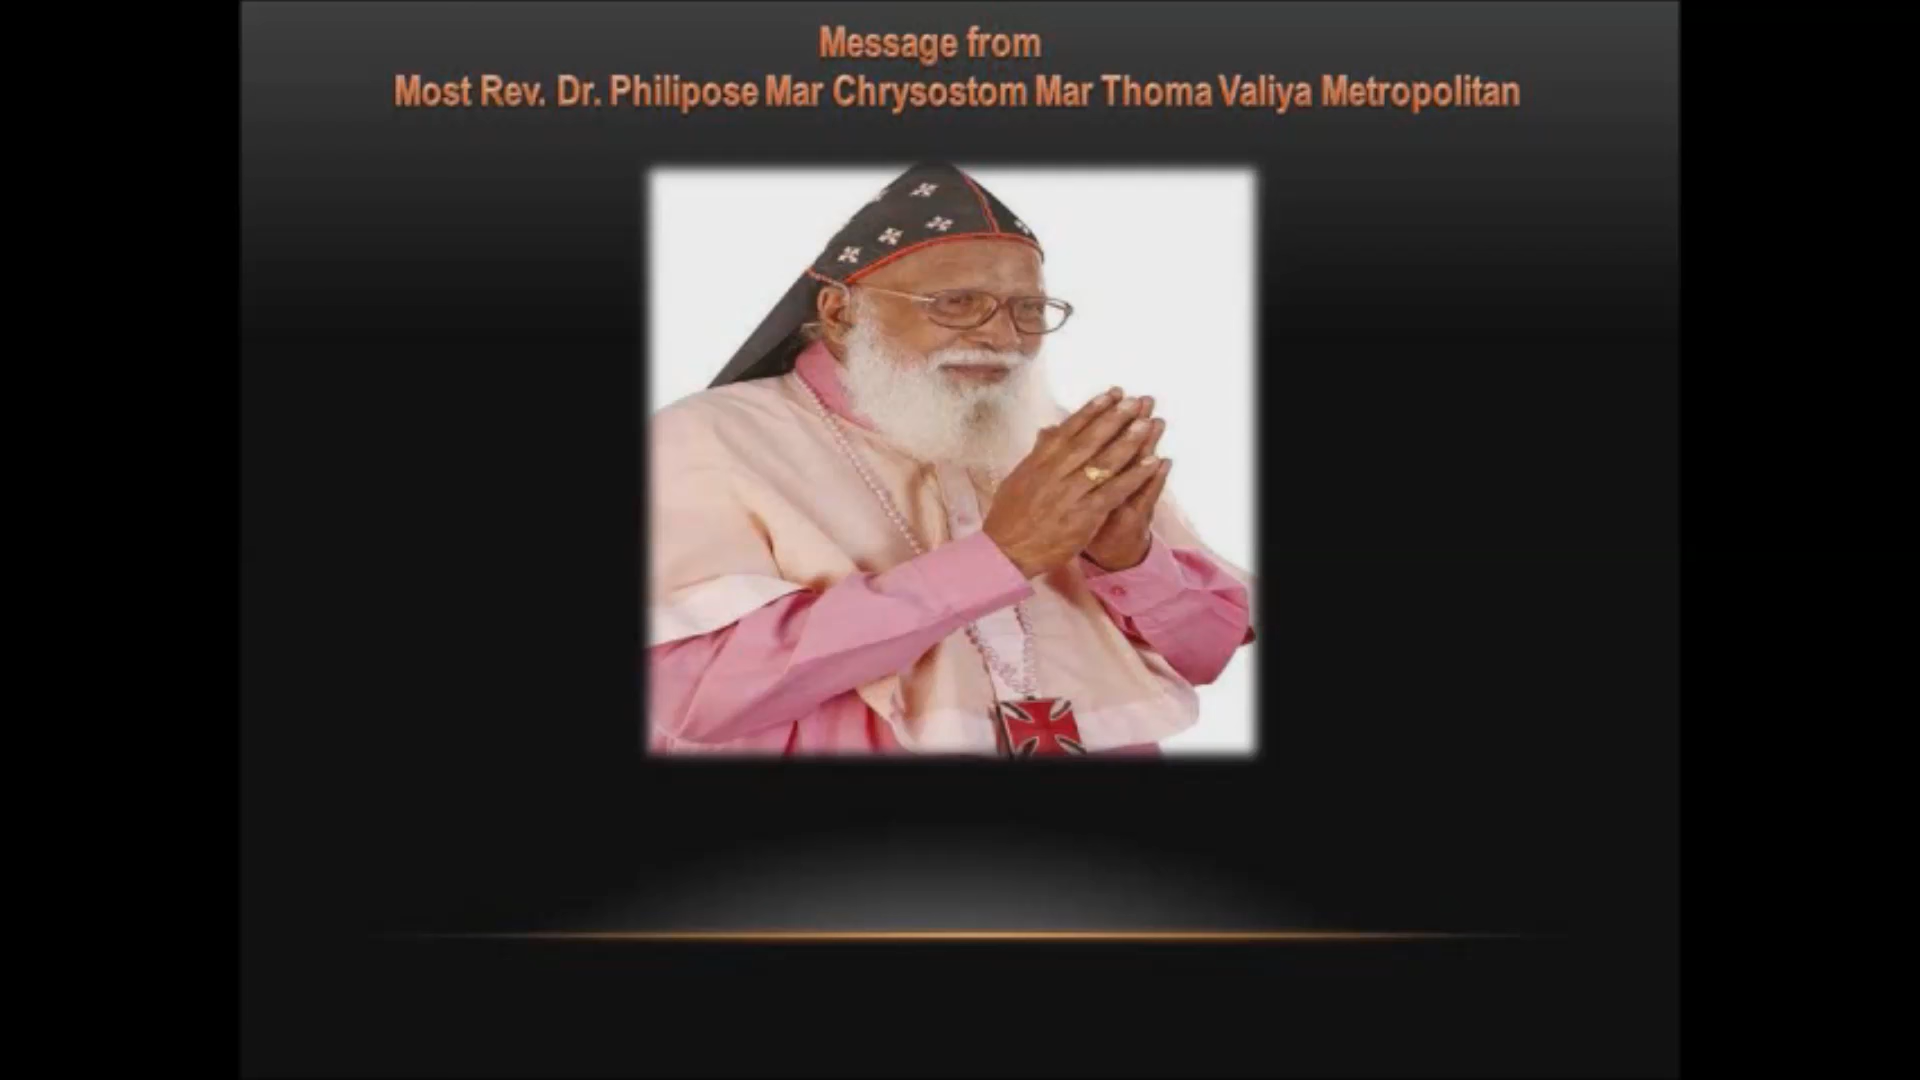 Message from
Most Rev. Dr. Philipose Mar Chrysostom Mar Thoma Valiya Metropolitan